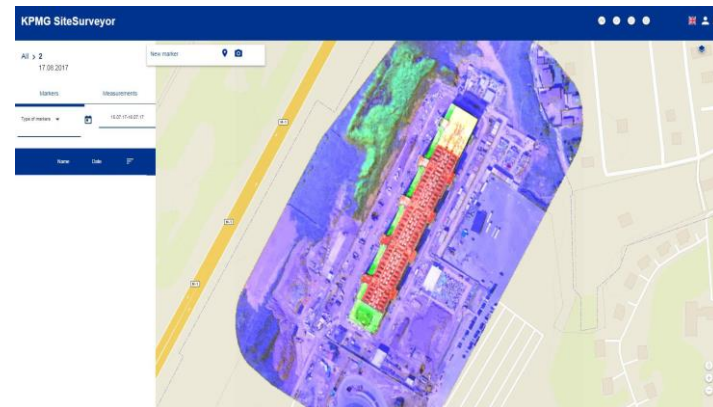 KPMG SiteSurveyor
All > 2
17.08.2017
New marker
Markers
Measurements
Type of markers
Name
Date